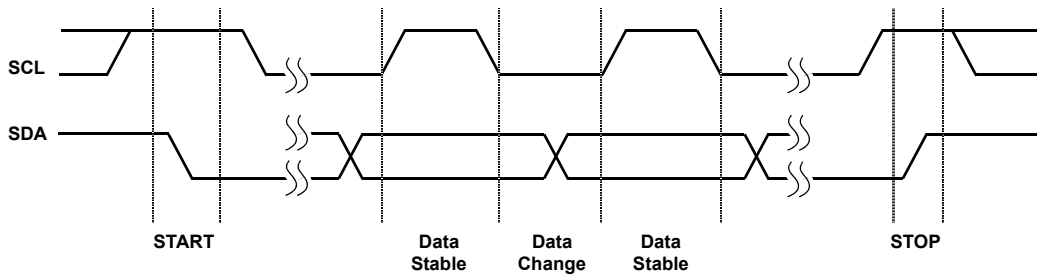 SCL
SDA
START
Data
Stable
Data
Change
Data
Stable
STOP